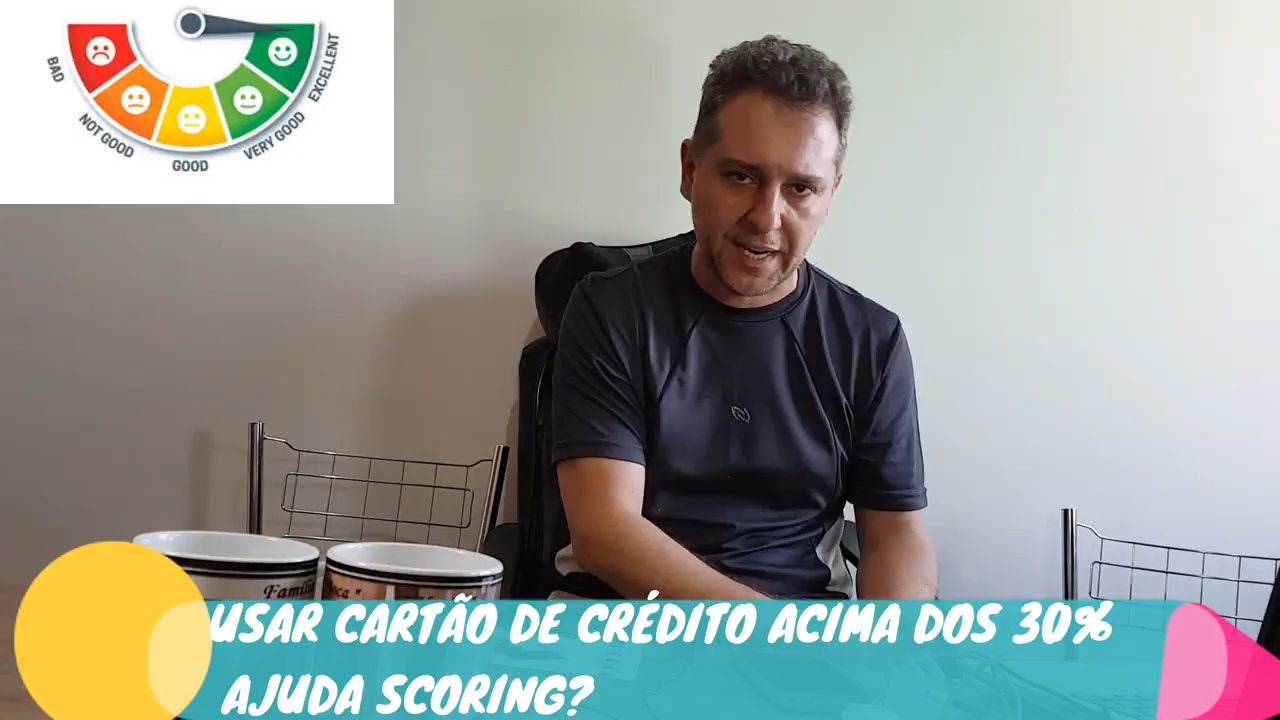 BAD
NOT GOOD
GOOD
VERY GOOD
EXCELLENT
USAR CARTÃO DE CRÉDITO ACIMA DOS 30%
AJUDA SCORING?